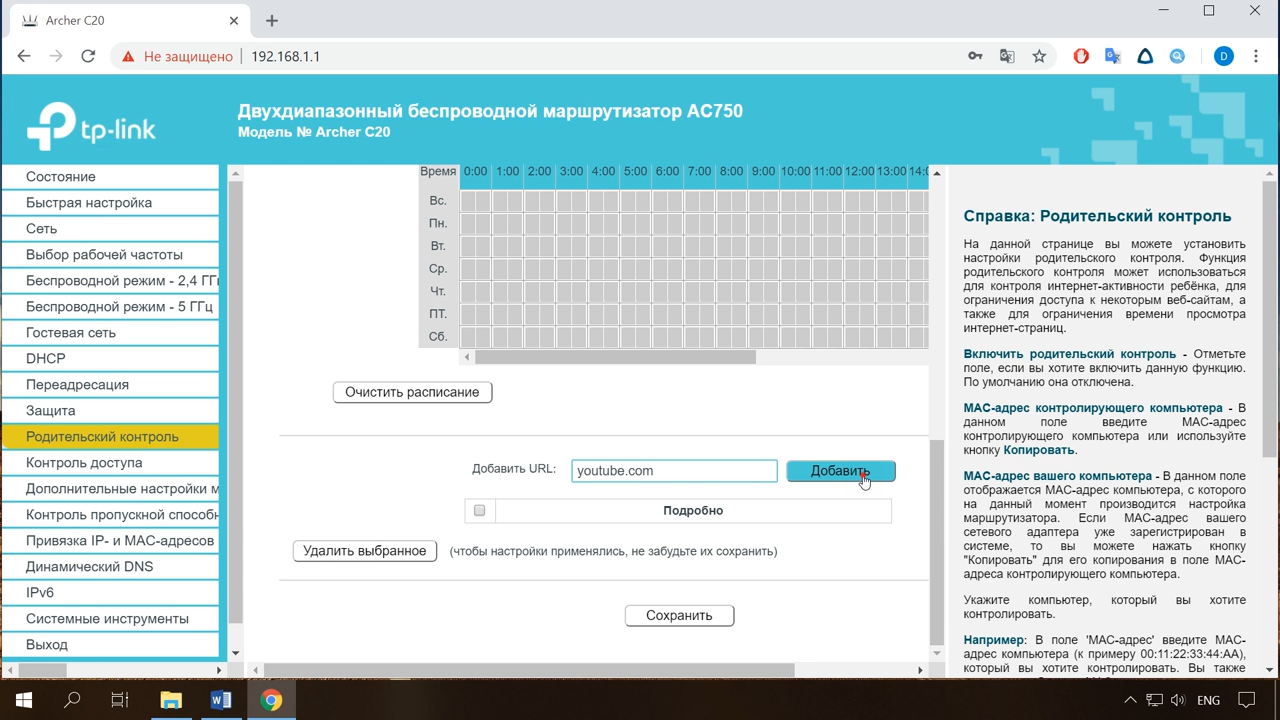 Archer C20
Не защищено
192.168.1.1
D
tp-link
Двухдиапазонный беспроводной маршрутизатор AC750
Модель № Archer C20
Состояние
Быстрая настройка
Сеть
Выбор рабочей частоты
Беспроводной режим - 2,4 ГГ
Беспроводной режим - 5 ГГц
Гостевая сеть
DHCP
Переадресация
Защита
Родительский контроль
Контроль доступа
Дополнительные настройки м
Контроль пропускной способн
Привязка IP- и MAC-адресов
Динамический DNS
IPv6
Системные инструменты
Выход
Время 0:00 1:00 2:00 3:00 4:00 5:00 6:00 7:00 8:00 9:00 10:00 11:00 12:00 13:00 14:0
Вс.
Пн.
Вт.
Ср.
Чт.
ПТ.
Сб.
Очистить расписание
Добавить URL: youtube.com Добавить
Подробно
Удалить выбранное (чтобы настройки применялись, не забудьте их сохранить)
Сохранить
Справка: Родительский контроль
На данной странице вы можете установить
настройки родительского контроля. Функция
родительского контроля может использоваться
для контроля интернет-активности ребёнка, для
ограничения доступа к некоторым веб-сайтам, а
также для ограничения времени просмотра
интернет-страниц.
Включить родительский контроль - Отметьте
поле, если вы хотите включить данную функцию.
По умолчанию она отключена.
MAC-адрес контролирующего компьютера - В
данном поле введите MAC-адрес
контролирующего компьютера или используйте
кнопку Копировать.
MAC-адрес вашего компьютера - В данном поле
отображается MAC-адрес компьютера, с которого
на данный момент производится настройка
маршрутизатора. Если MAC-адрес вашего
сетевого адаптера уже зарегистрирован в
системе, то вы можете нажать кнопку
"Копировать" для его копирования в поле MAC-
адреса контролирующего компьютера.
Укажите компьютер, который вы хотите
контролировать.
Например: В поле 'MAC-адрес' введите MAC-
адрес компьютера (к примеру 00:11:22:33:44:AA),
который вы хотите контролировать. Вы также
ENG